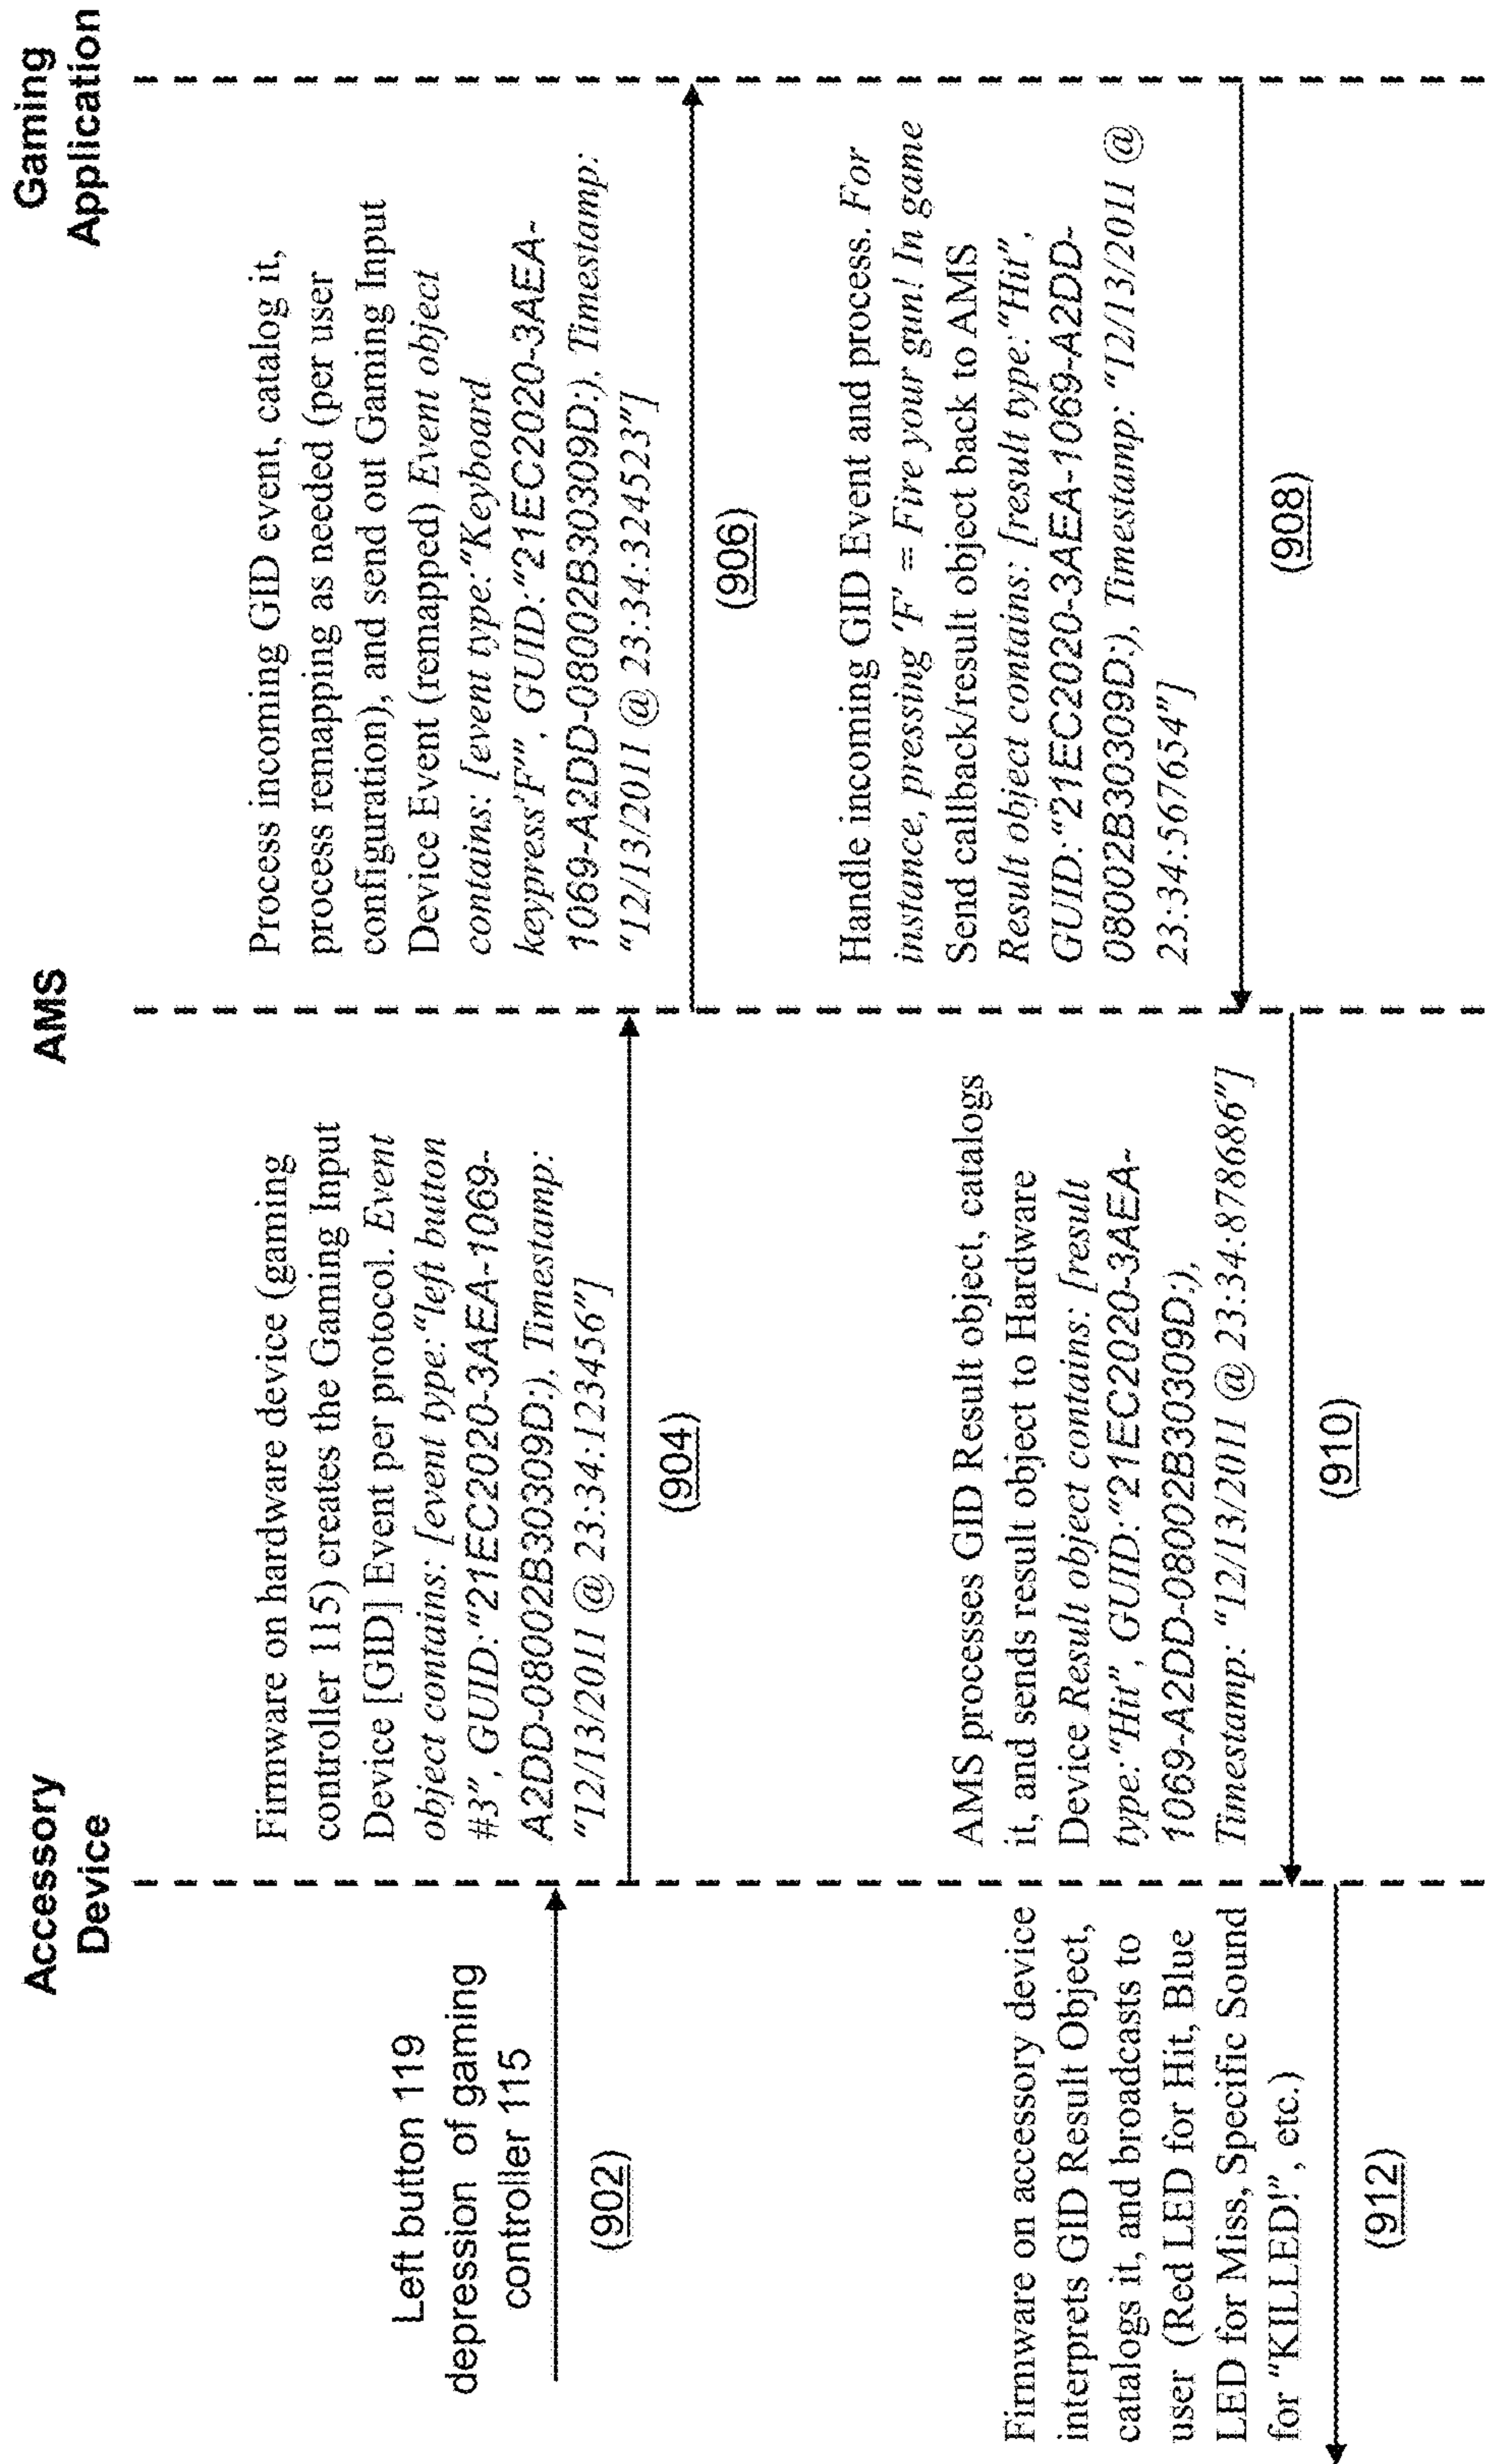 Accessory
Device
AMS
Gaming
Application
Left button 119
depression of gaming
controller 115
(902)
Firmware on hardware device (gaming
controller 115) creates the Gaming Input
Device [GID] Event per protocol. Event
object contains: [event type:"left button
#3", GUID:"21EC2020-3AEA-1069-
A2DD-08002B30309D:), Timestamp:
"12/13/2011 @ 23:34:123456"]
(904)
Process incoming GID event, catalog it,
process remapping as needed (per user
configuration), and send out Gaming Input
Device Event (remapped) Event object
contains: [event type:"Keyboard
keypress'F'", GUID:"21EC2020-3AEA-
1069-A2DD-08002B30309D:), Timestamp:
"12/13/2011 @ 23:34:324523"]
(906)
Handle incoming GID Event and process. For
instance, pressing 'F' = Fire your gun! In game
Send callback/result object back to AMS
Result object contains: [result type:"Hit",
GUID:"21EC2020-3AEA-1069-A2DD-
08002B30309D:), Timestamp: "12/13/2011 @
23:34:567654"]
(908)
AMS processes GID Result object, catalogs
it, and sends result object to Hardware
Device Result object contains: [result
type:"Hit", GUID:"21EC2020-3AEA-
1069-A2DD-08002B30309D:),
Timestamp: "12/13/2011 @ 23:34:878686"]
(910)
Firmware on accessory device
interprets GID Result Object,
catalogs it, and broadcasts to
user (Red LED for Hit, Blue
LED for Miss, Specific Sound
for "KILLED!", etc.)
(912)